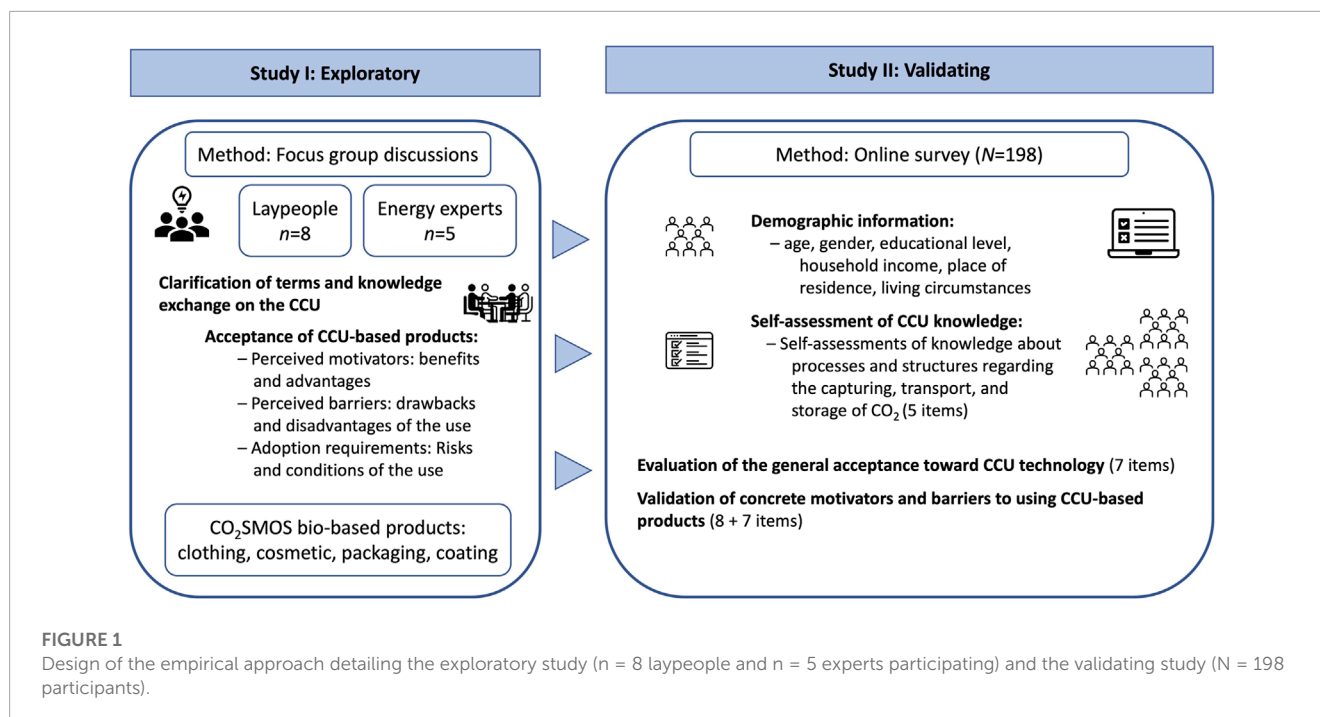 Study I: Exploratory
Method: Focus group discussions
Laypeople
n=8
Energy experts
n=5
Clarification of terms and knowledge
exchange on the CCU
Acceptance of CCU-based products:
– Perceived motivators: benefits
and advantages
– Perceived barriers: drawbacks
and disadvantages of the use
– Adoption requirements: Risks
and conditions of the use
CO₂SMOS bio-based products:
clothing, cosmetic, packaging, coating
Study II: Validating
Method: Online survey (N=198)
Demographic information:
– age, gender, educational level,
household income, place of
residence, living circumstances
Self-assessment of CCU knowledge:
– Self-assessments of knowledge about
processes and structures regarding
the capturing, transport, and
storage of CO₂ (5 items)
Evaluation of the general acceptance toward CCU technology (7 items)
Validation of concrete motivators and barriers to using CCU-based
products (8 + 7 items)
FIGURE 1
Design of the empirical approach detailing the exploratory study (n = 8 laypeople and n = 5 experts participating) and the validating study (N = 198
participants).